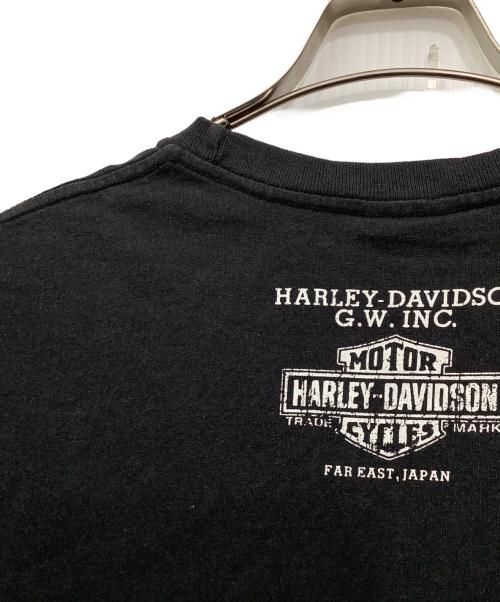 HARLEY-DAVIDSO
G.W. INC.
MOTOR
HARLEY-DAVIDSON
TRADE MARK
CYCLES
FAR EAST, JAPAN